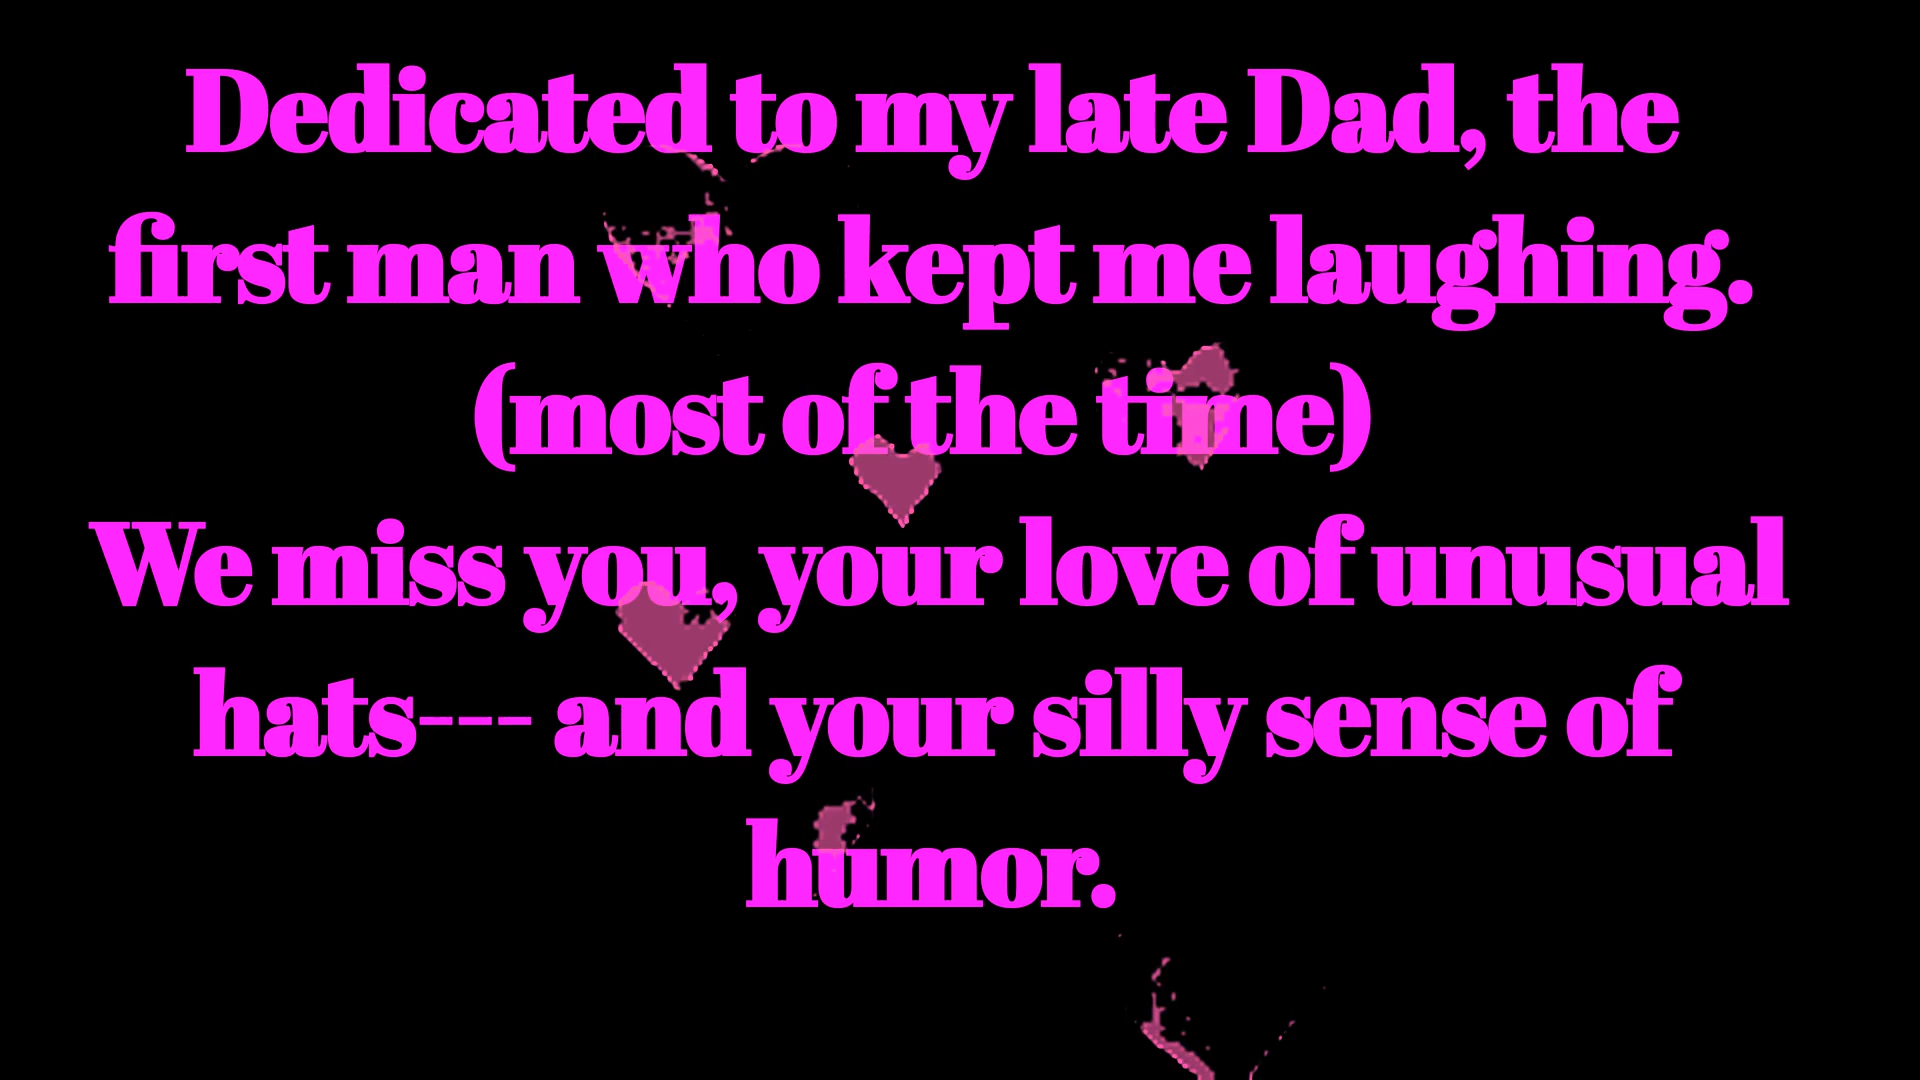 Dedicated to my late Dad, the
first man who kept me laughing.
(most of the time)
We miss you, your love of unusual
hats--- and your silly sense of
humor.